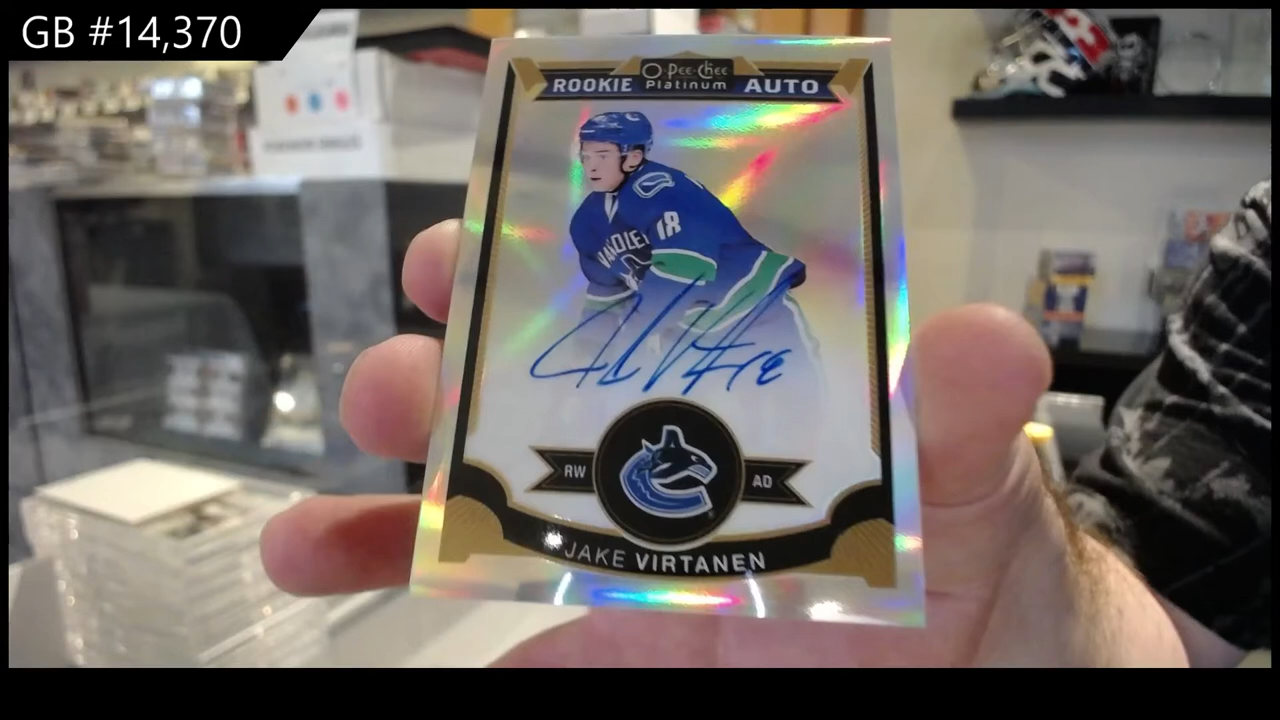 GB #14,370
O-Pee-Chee
ROOKIE Platinum AUTO
18
RW AD
JAKE VIRTANEN